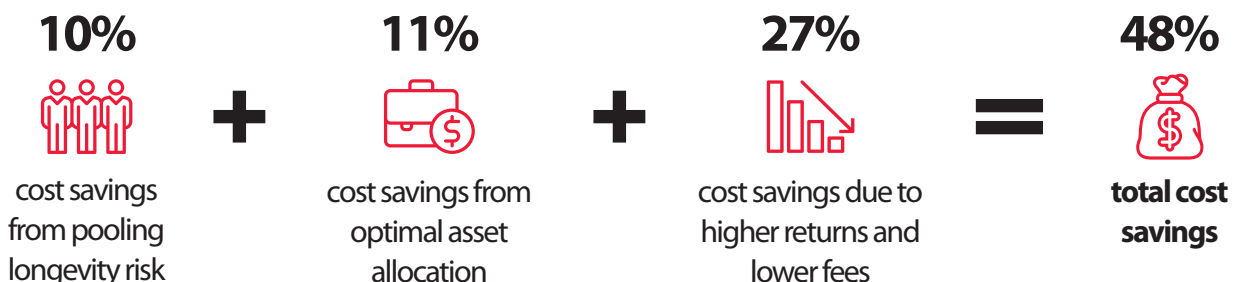 10%
+
11%
+
27%
=
48%
cost savings
from pooling
longevity risk
cost savings from
optimal asset
allocation
cost savings due to
higher returns and
lower fees
total cost
savings